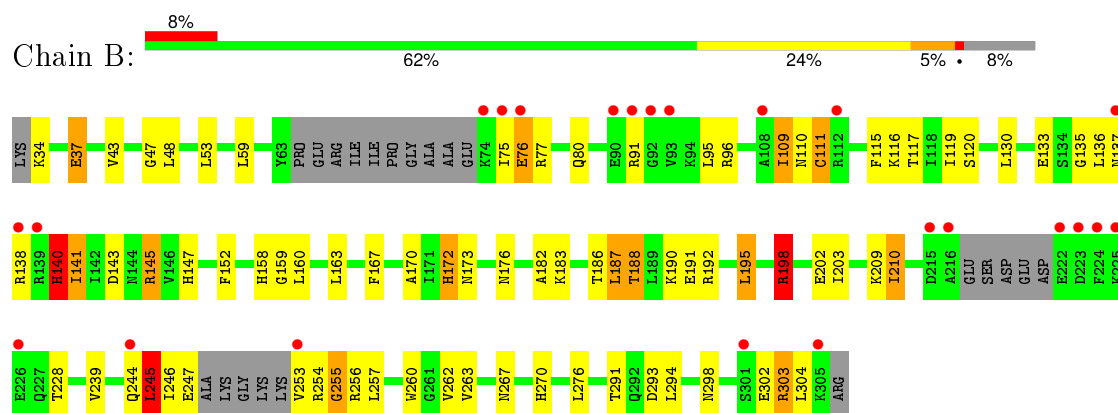 8%
Chain B:
62% 24% 5% • 8%
LYS K34 E37 V43 G47 L48 L53 L59 Y63 PRO GLU ARG ILE ILE PRO GLY ALA ALA GLU K74 I75 E76 R77 Q80 E90 R91 G92 V93 K94 L95 R96 A108 I109 N110 C111 R112 F115 K116 T117 I118 I119 S120 L130 E133 S134 G135 L136 N137
R138 R139 H140 I141 I142 D143 N144 R145 V146 H147 F152 H158 G159 L160 L163 F167 A170 I171 H172 N173 N176 A182 K183 T186 L187 T188 L189 K190 E191 R192 L195 R198 E202 I203 K209 I210 D215 A216 GLU SER ASP GLU ASP E222 D223 F224 K225
E226 Q227 T228 V239 Q244 L245 I246 E247 ALA LYS GLY LYS LYS V253 R254 G255 R256 L257 W260 G261 V262 V263 N267 H270 L276 T291 Q292 D293 L294 N298 S301 E302 R303 L304 K305 ARG